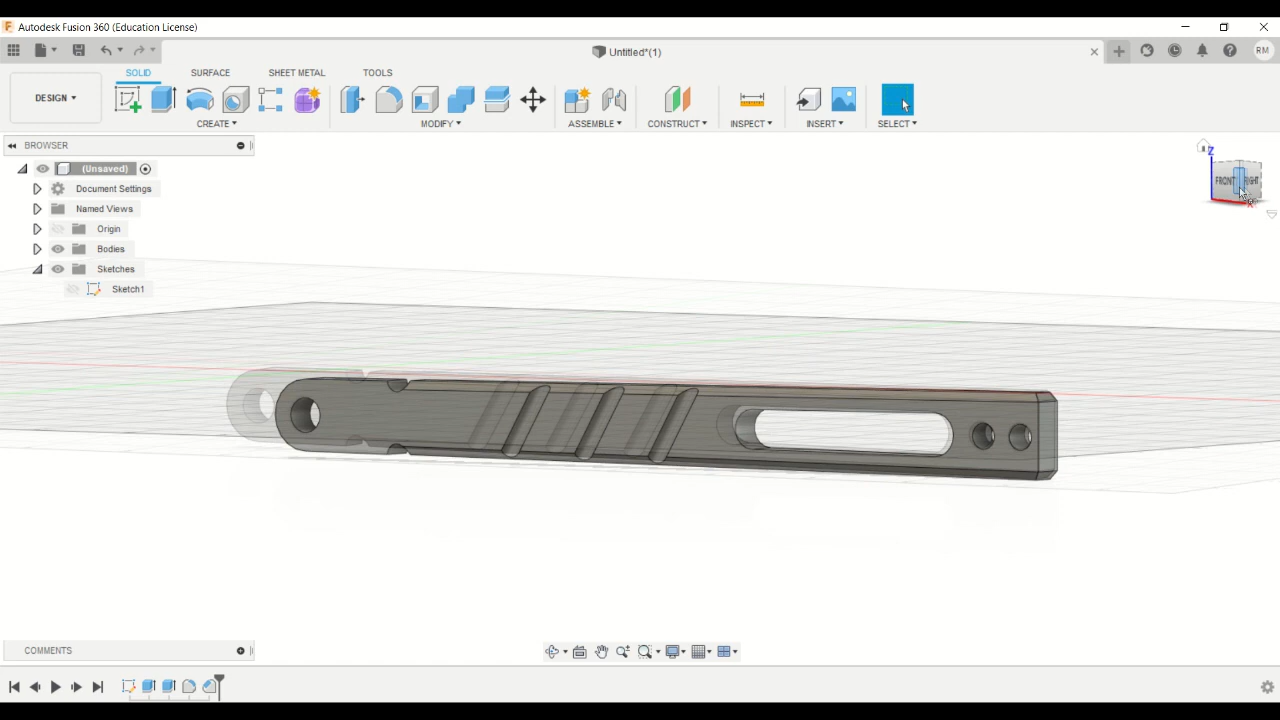 Autodesk Fusion 360 (Education License)
Untitled*(1)
RM
SOLID SURFACE SHEET METAL TOOLS
DESIGN
CREATE MODIFY ASSEMBLE CONSTRUCT INSPECT INSERT SELECT
BROWSER
(Unsaved)
Document Settings
Named Views
Origin
Bodies
Sketches
Sketch1
Z
FRONT RIGHT
X
COMMENTS